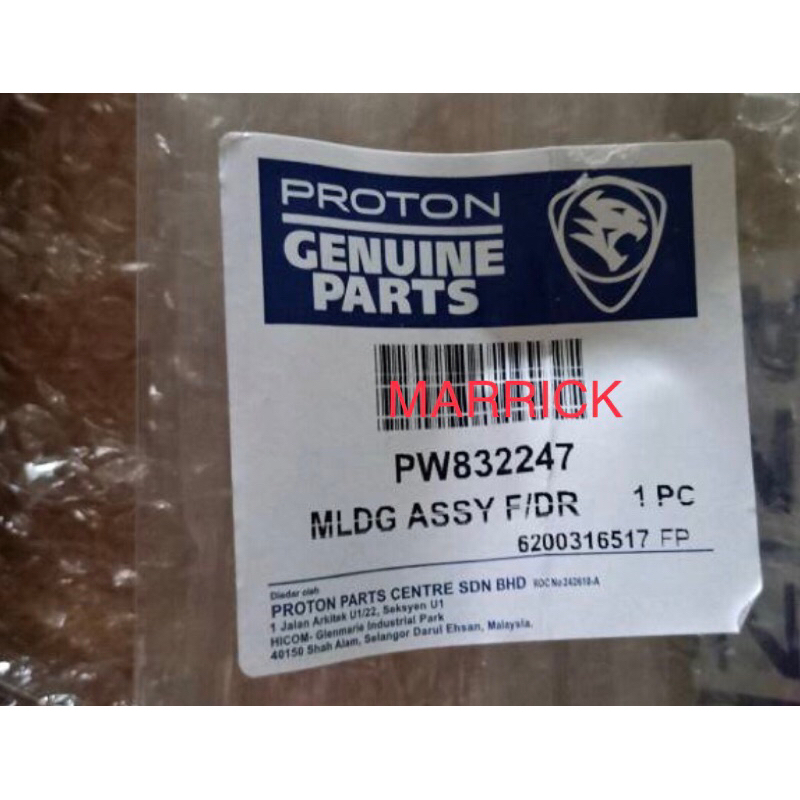 PROTON
GENUINE
PARTS
MARRICK
PW832247
MLDG ASSY F/DR 1 PC
6200316517 FP
Diedar oleh
PROTON PARTS CENTRE SDN BHD KOC No 242610-A
1 Jalan Arkitek U1/22, Seksyen U1
HICOM- Glenmarie Industrial Park
40150 Shah Alam, Selangor Darul Ehsan, Malaysia.